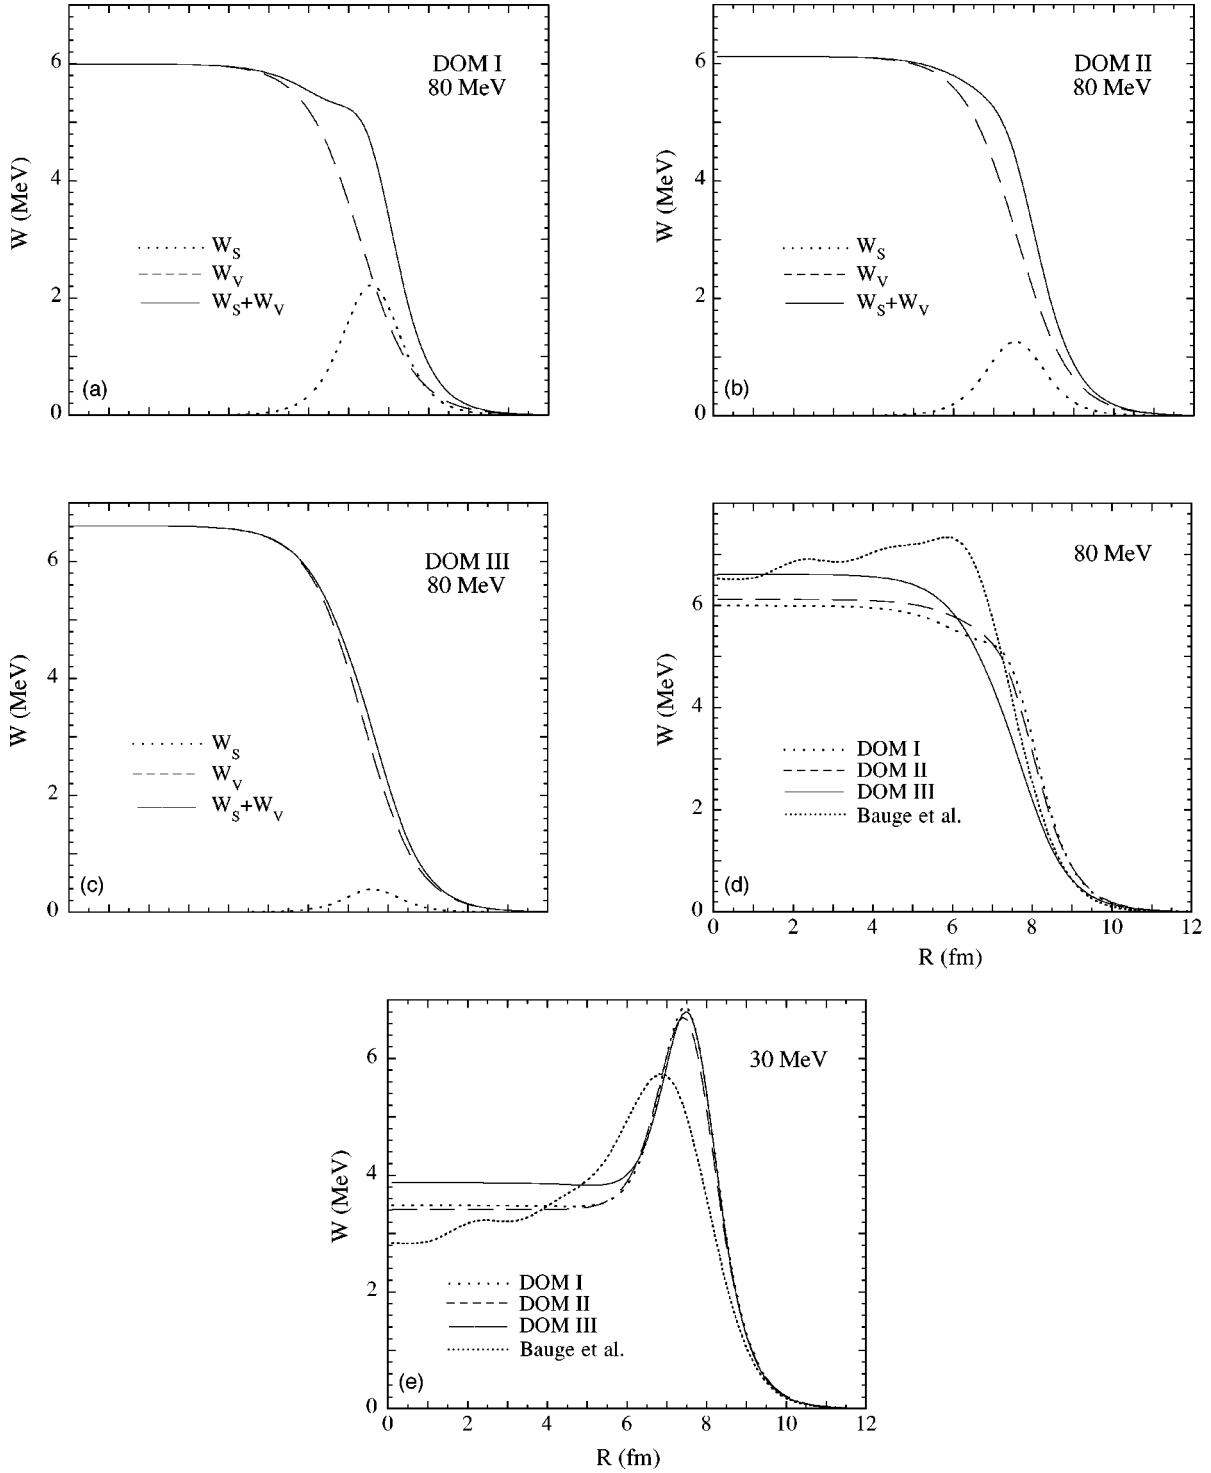 6
4
2
0
W (MeV)
DOM I
80 MeV
W_S
W_V
W_S+W_V
(a)
6
4
2
0
W (MeV)
DOM II
80 MeV
W_S
W_V
W_S+W_V
(b)
6
4
2
0
W (MeV)
DOM III
80 MeV
W_S
W_V
W_S+W_V
(c)
6
4
2
0
W (MeV)
80 MeV
DOM I
DOM II
DOM III
Bauge et al.
(d)
0 2 4 6 8 10 12
R (fm)
6
4
2
0
W (MeV)
30 MeV
DOM I
DOM II
DOM III
Bauge et al.
(e)
0 2 4 6 8 10 12
R (fm)